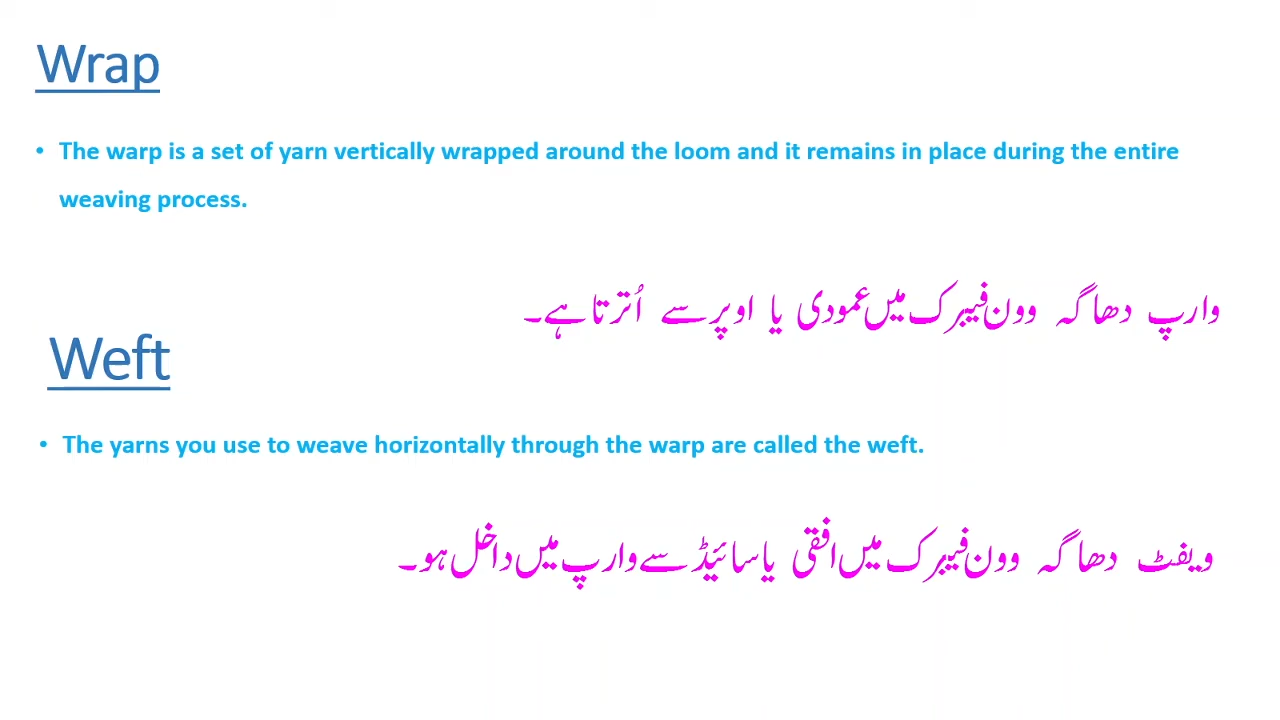 Wrap
• The warp is a set of yarn vertically wrapped around the loom and it remains in place during the entire
weaving process.
وارپ دھاگہ وون فیبرک میں عمودی یا اوپر سے اُترتا ہے۔
Weft
• The yarns you use to weave horizontally through the warp are called the weft.
ویفٹ دھاگہ وون فیبرک میں افقی یا سائیڈ سے وارپ میں داخل ہو۔